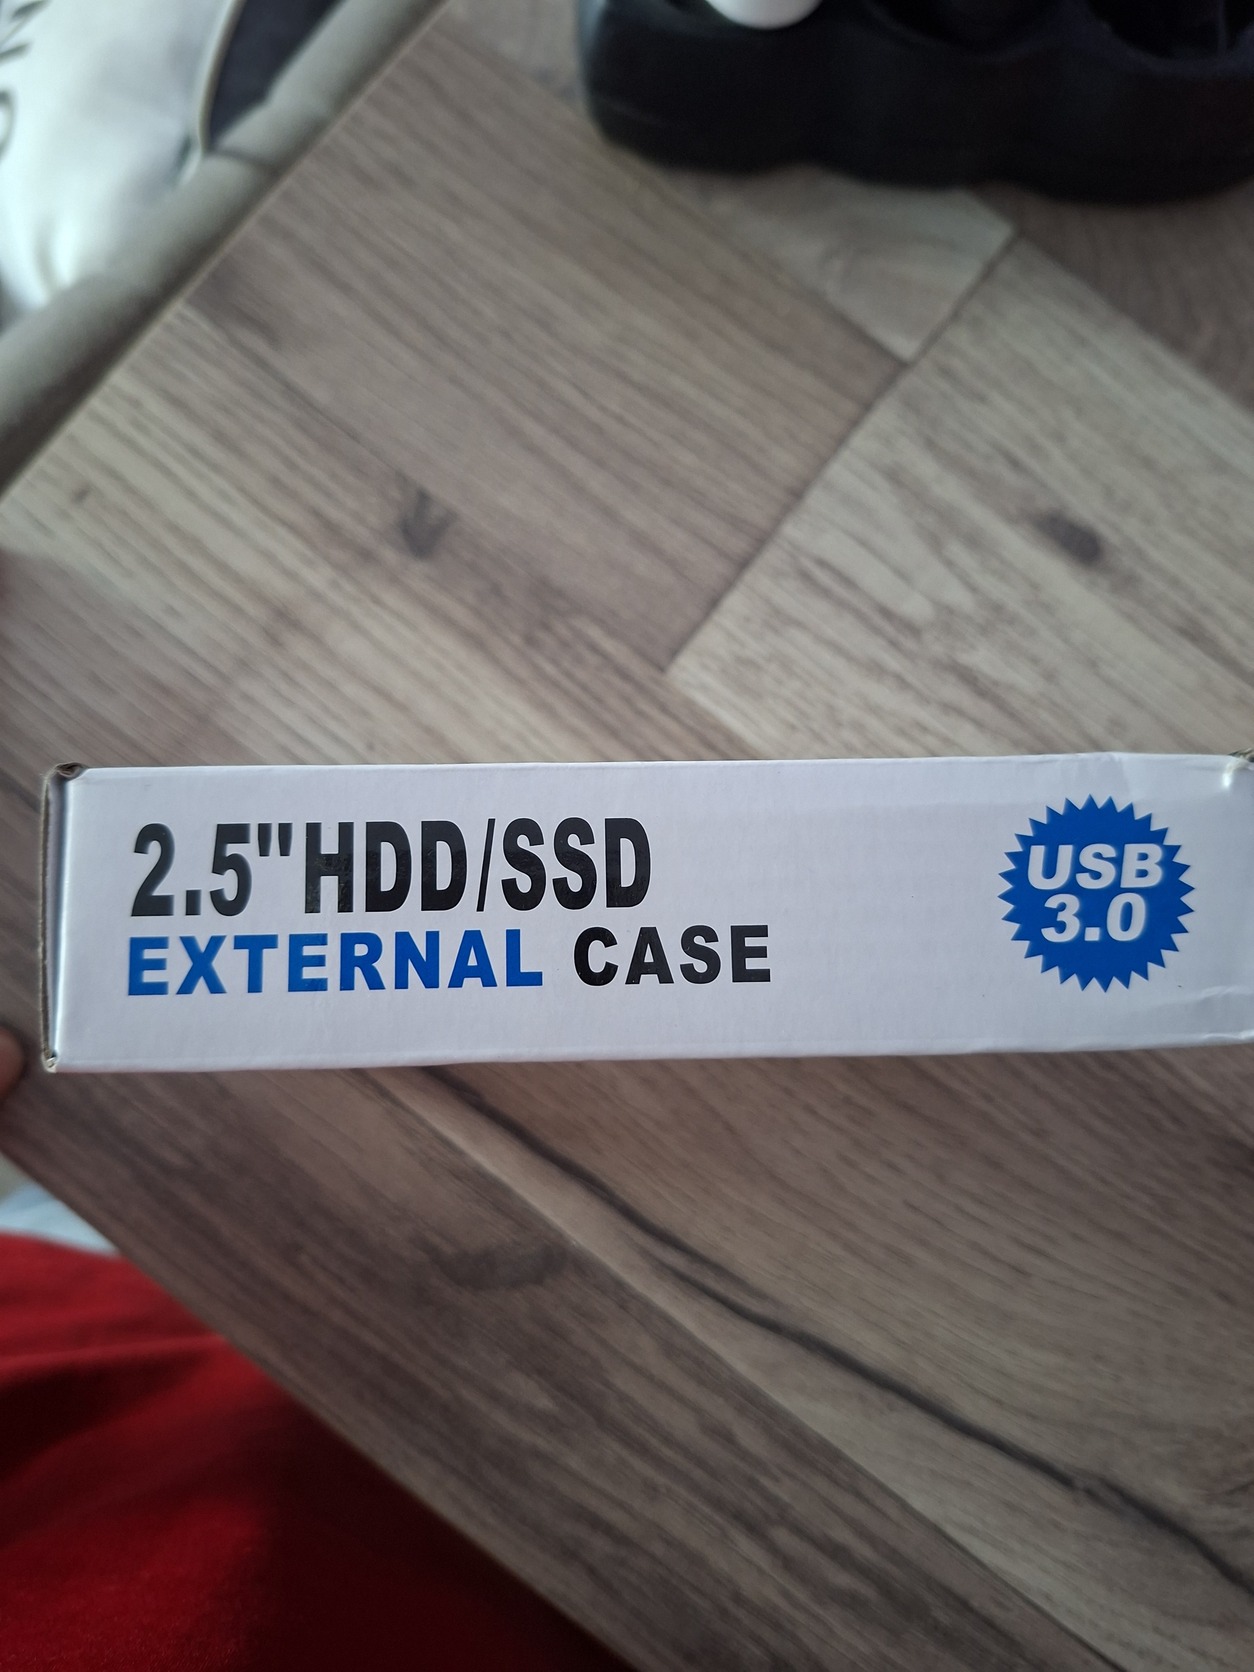 2.5"HDD/SSD
EXTERNAL CASE
USB
3.0